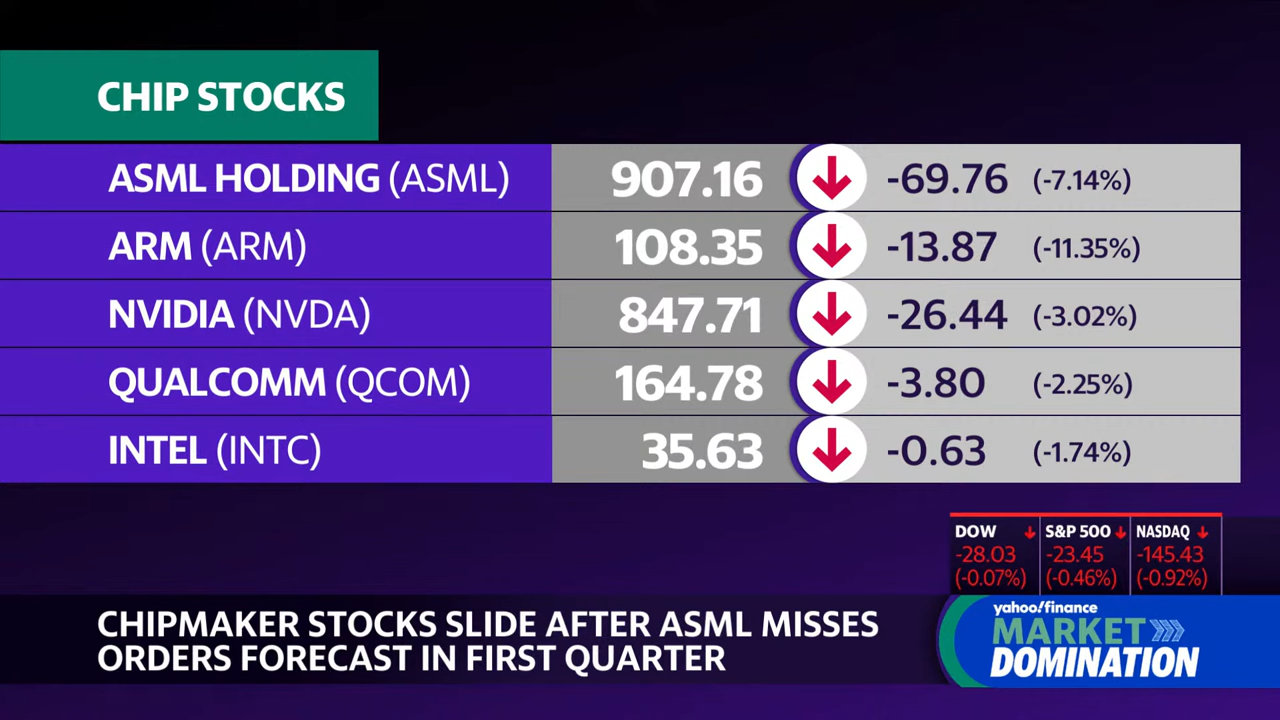 CHIP STOCKS
ASML HOLDING (ASML) 907.16 -69.76 (-7.14%)
ARM (ARM) 108.35 -13.87 (-11.35%)
NVIDIA (NVDA) 847.71 -26.44 (-3.02%)
QUALCOMM (QCOM) 164.78 -3.80 (-2.25%)
INTEL (INTC) 35.63 -0.63 (-1.74%)
DOW S&P 500 NASDAQ
-28.03 -23.45 -145.43
(-0.07%) (-0.46%) (-0.92%)
CHIPMAKER STOCKS SLIDE AFTER ASML MISSES
ORDERS FORECAST IN FIRST QUARTER
yahoo!finance
MARKET
DOMINATION